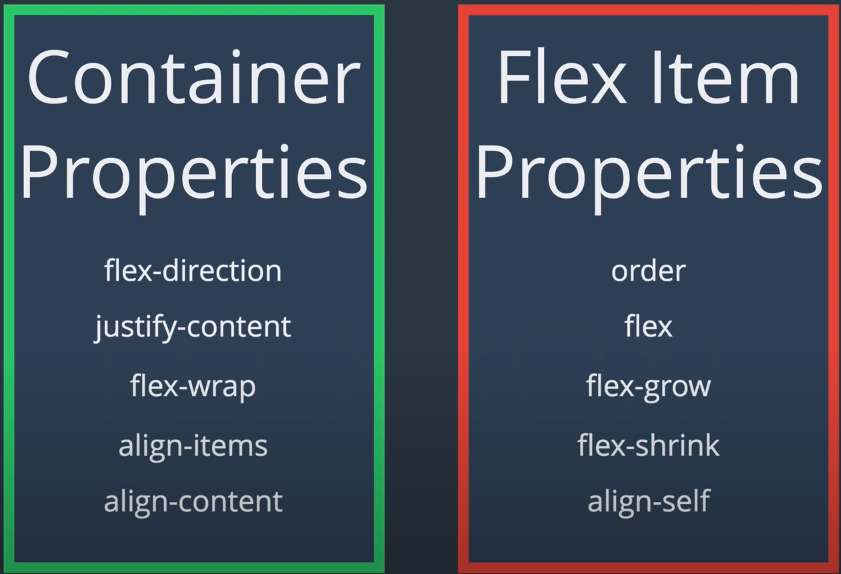 Container
Properties
flex-direction
justify-content
flex-wrap
align-items
align-content
Flex Item
Properties
order
flex
flex-grow
flex-shrink
align-self